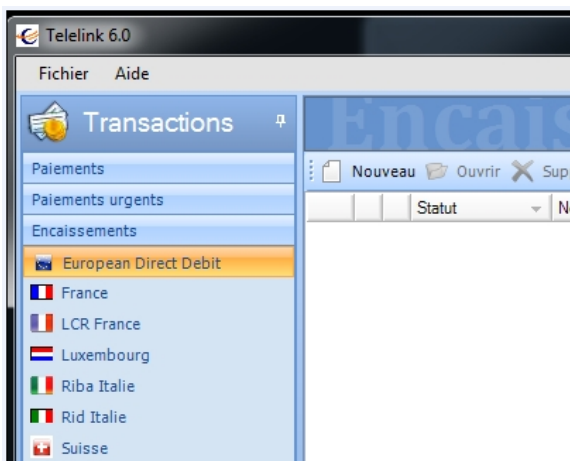 Telelink 6.0
Fichier Aide
Transactions
Encais
Paiements
Nouveau Ouvrir Sup
Paiements urgents
Statut N
Encaissements
European Direct Debit
France
LCR France
Luxembourg
Riba Italie
Rid Italie
Suisse